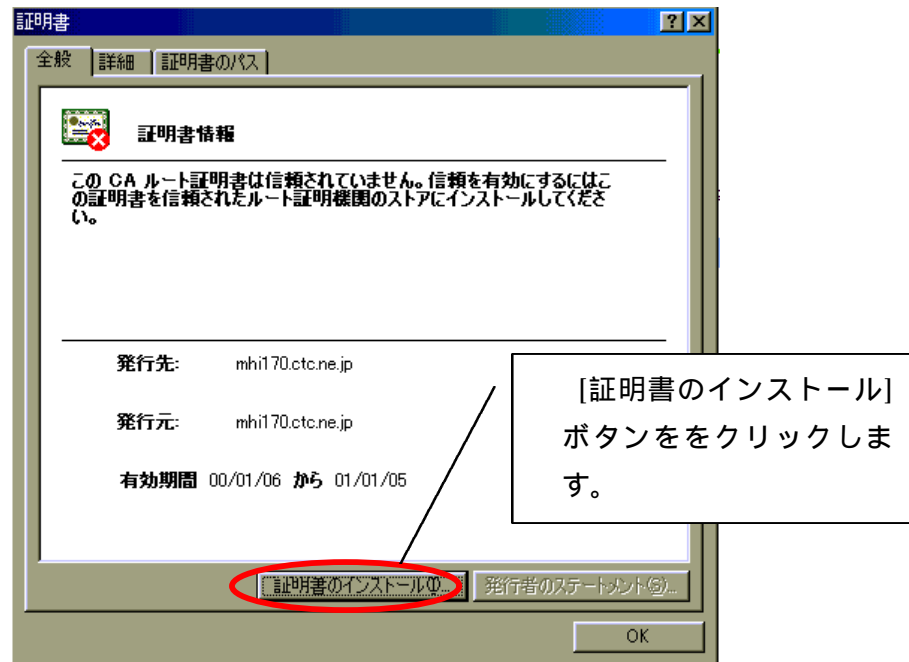 証明書
全般 詳細 証明書のパス
証明書情報
この CA ルート証明書は信頼されていません。信頼を有効にするにはこ
の証明書を信頼されたルート証明機関のストアにインストールしてくださ
い。
発行先: mhi170.ctc.ne.jp
発行元: mhi170.ctc.ne.jp
有効期間 00/01/06 から 01/01/05
[証明書のインストール]
ボタンををクリックしま
す。
証明書のインストール(I)... 発行者のステートメント(S)...
OK